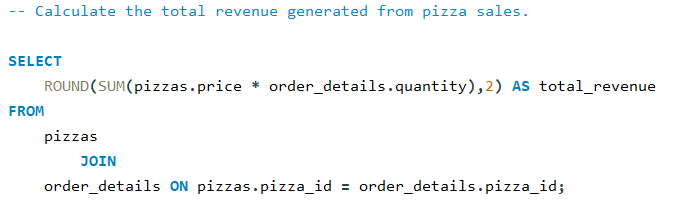 -- Calculate the total revenue generated from pizza sales.
SELECT
ROUND(SUM(pizzas.price * order_details.quantity),2) AS total_revenue
FROM
pizzas
JOIN
order_details ON pizzas.pizza_id = order_details.pizza_id;